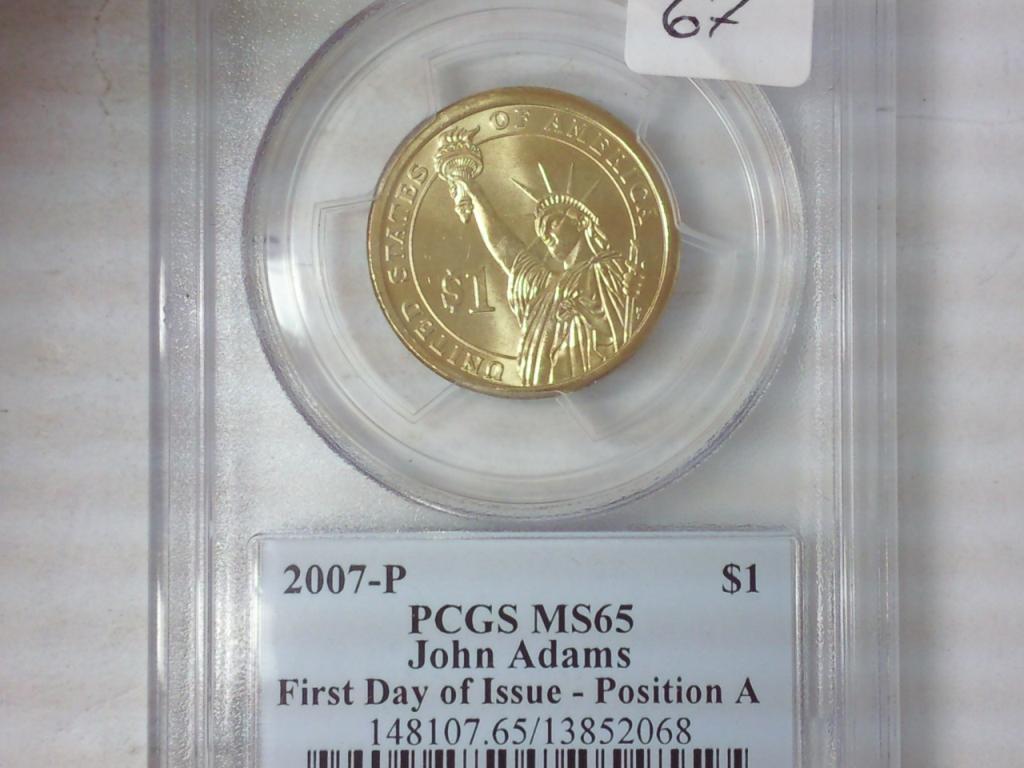 67
UNITED STATES OF AMERICA
$1
2007-P $1
PCGS MS65
John Adams
First Day of Issue - Position A
148107.65/13852068